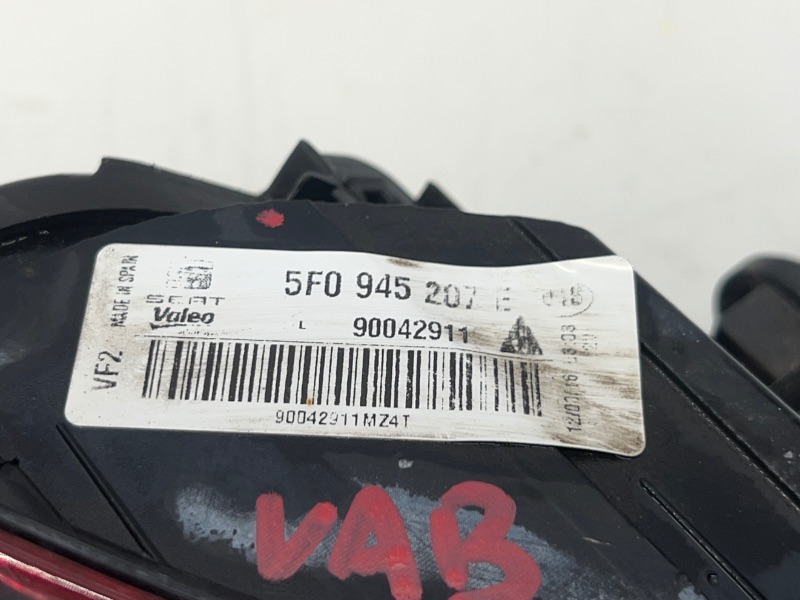 5F0 945 207 E
MADE IN SPAIN
SEAT
Valeo
L 90042911
VF2
90042911MZ4T
VAB